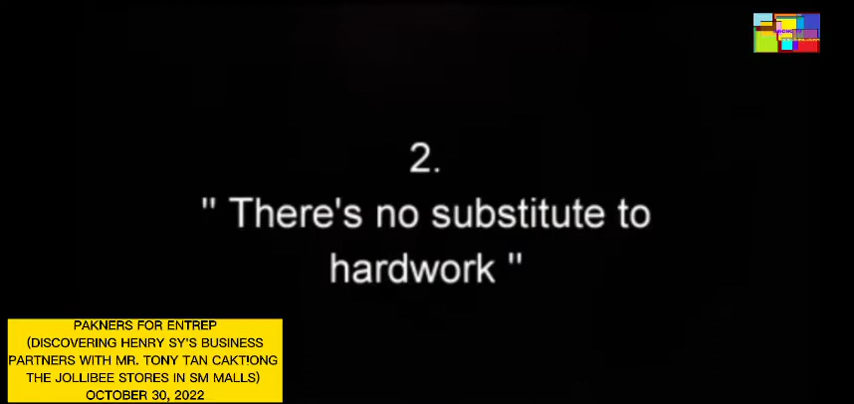 2.
" There's no substitute to
hardwork "
PAKNERS FOR ENTREP
(DISCOVERING HENRY SY'S BUSINESS
PARTNERS WITH MR. TONY TAN CAKTIONG
THE JOLLIBEE STORES IN SM MALLS)
OCTOBER 30, 2022